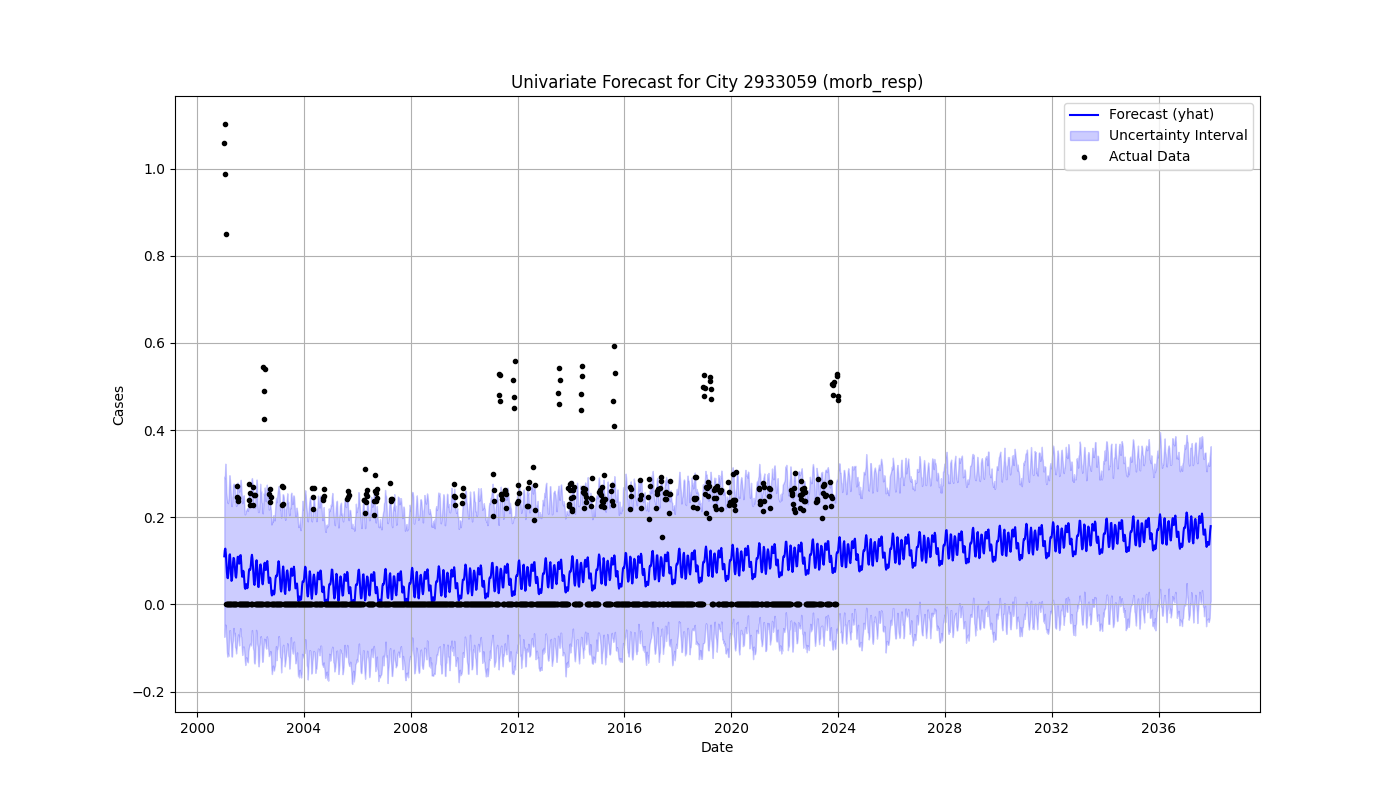 Univariate Forecast for City 2933059 (morb_resp)
Forecast (yhat)
Uncertainty Interval
Actual Data
Cases
1.0
0.8
0.6
0.4
0.2
0.0
−0.2
2000 2004 2008 2012 2016 2020 2024 2028 2032 2036
Date